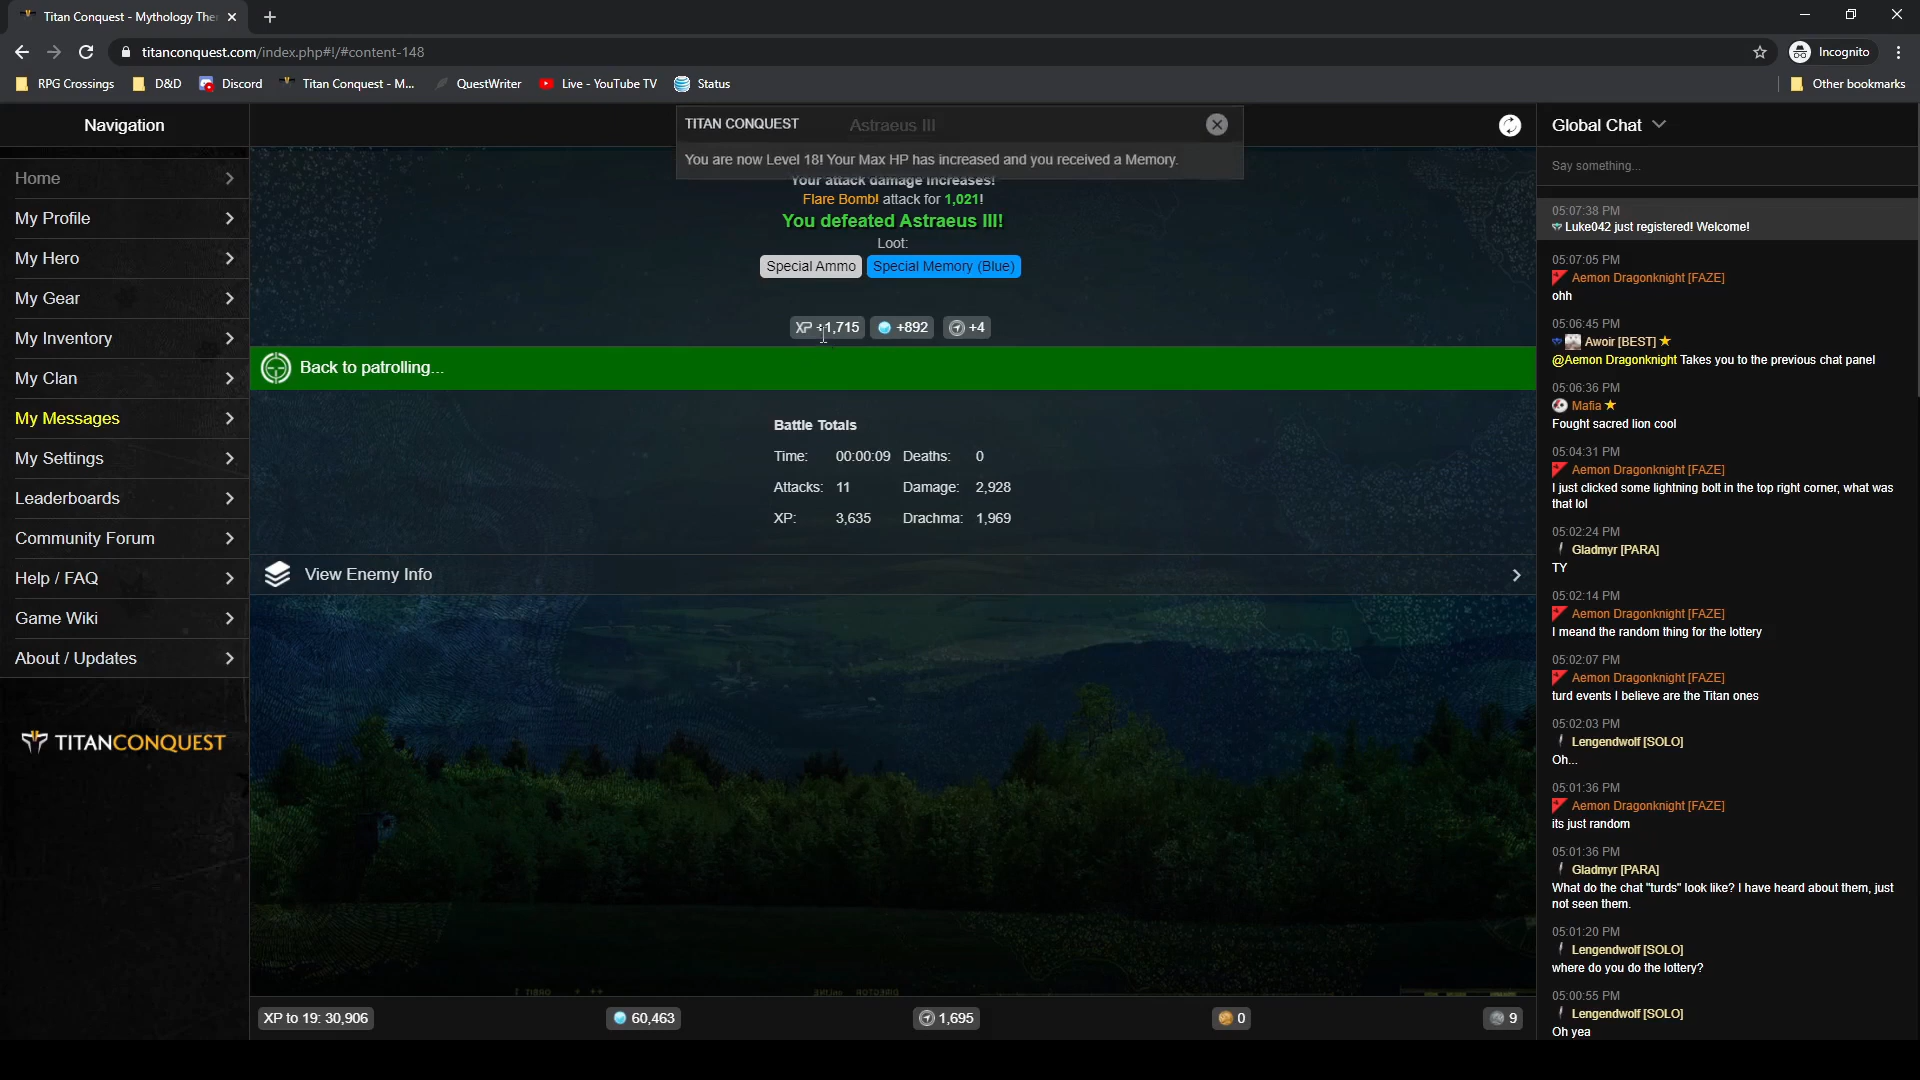 Titan Conquest - Mythology The
titanconquest.com/index.php#!/#content-148
Incognito
RPG Crossings
D&D
Discord
Titan Conquest - M...
QuestWriter
Live - YouTube TV
Status
Other bookmarks
Navigation
Home
My Profile
My Hero
My Gear
My Inventory
My Clan
My Messages
My Settings
Leaderboards
Community Forum
Help / FAQ
Game Wiki
About / Updates
TITANCONQUEST
TITAN CONQUEST
Astraeus III
You are now Level 18! Your Max HP has increased and you received a Memory.
Your attack damage increases!
Flare Bomb! attack for 1,021!
You defeated Astraeus III!
Loot:
Special Ammo
Special Memory (Blue)
XP +1,715
+892
+4
Back to patrolling...
Battle Totals
Time: 00:00:09 Deaths: 0
Attacks: 11 Damage: 2,928
XP: 3,635 Drachma: 1,969
View Enemy Info
XP to 19: 30,906
60,463
1,695
0
9
Global Chat
Say something...
05:07:38 PM
Luke042 just registered! Welcome!
05:07:05 PM
Aemon Dragonknight [FAZE]
ohh
05:06:45 PM
Awoir [BEST]
@Aemon Dragonknight Takes you to the previous chat panel
05:06:36 PM
Mafia
Fought sacred lion cool
05:04:31 PM
Aemon Dragonknight [FAZE]
I just clicked some lightning bolt in the top right corner, what was
that lol
05:02:24 PM
Gladmyr [PARA]
TY
05:02:14 PM
Aemon Dragonknight [FAZE]
I meand the random thing for the lottery
05:02:07 PM
Aemon Dragonknight [FAZE]
turd events I believe are the Titan ones
05:02:03 PM
Lengendwolf [SOLO]
Oh...
05:01:36 PM
Aemon Dragonknight [FAZE]
its just random
05:01:36 PM
Gladmyr [PARA]
What do the chat "turds" look like? I have heard about them, just
not seen them.
05:01:20 PM
Lengendwolf [SOLO]
where do you do the lottery?
05:00:55 PM
Lengendwolf [SOLO]
Oh yea